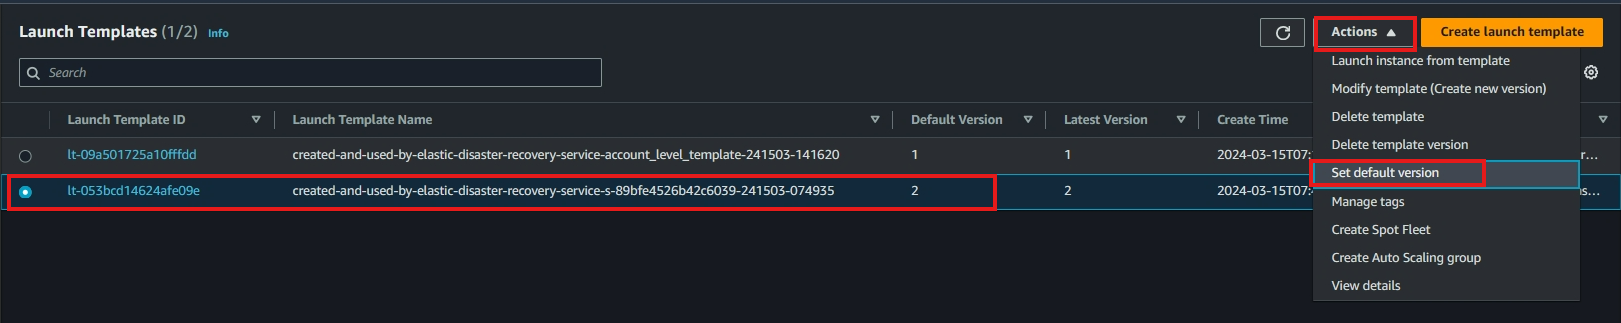 Launch Templates (1/2) Info
Actions
Create launch template
Search
Launch instance from template
Modify template (Create new version)
Delete template
Delete template version
Set default version
Manage tags
Create Spot Fleet
Create Auto Scaling group
View details
Launch Template ID Launch Template Name Default Version Latest Version Create Time
lt-09a501725a10fffdd created-and-used-by-elastic-disaster-recovery-service-account_level_template-241503-141620 1 1 2024-03-15T07:
lt-053bcd14624afe09e created-and-used-by-elastic-disaster-recovery-service-s-89bfe4526b42c6039-241503-074935 2 2 2024-03-15T07: